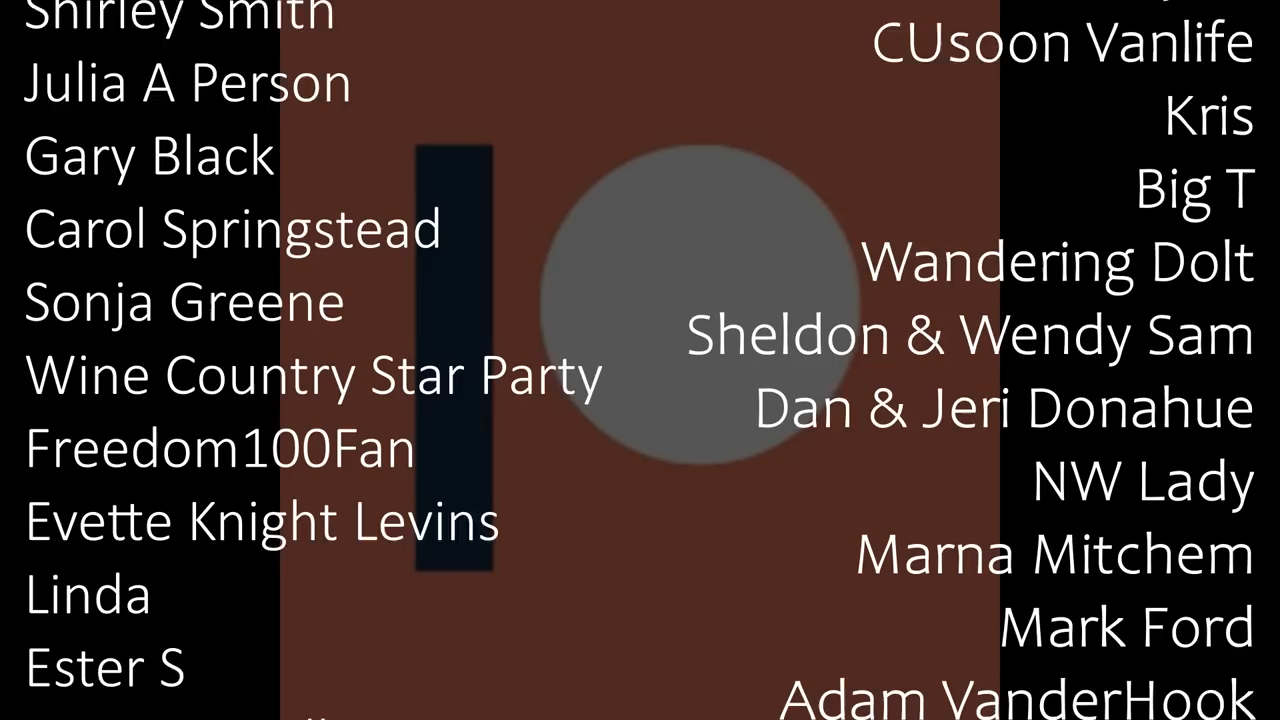 Shirley Smith
Julia A Person
Gary Black
Carol Springstead
Sonja Greene
Wine Country Star Party
Freedom100Fan
Evette Knight Levins
Linda
Ester S
CUsoon Vanlife
Kris
Big T
Wandering Dolt
Sheldon & Wendy Sam
Dan & Jeri Donahue
NW Lady
Marna Mitchem
Mark Ford
Adam VanderHook